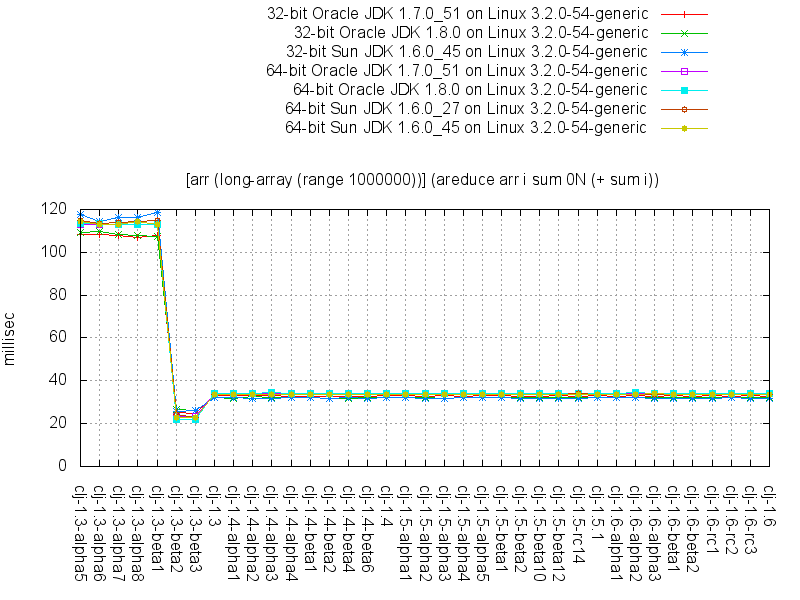 32-bit Oracle JDK 1.7.0_51 on Linux 3.2.0-54-generic
32-bit Oracle JDK 1.8.0 on Linux 3.2.0-54-generic
32-bit Sun JDK 1.6.0_45 on Linux 3.2.0-54-generic
64-bit Oracle JDK 1.7.0_51 on Linux 3.2.0-54-generic
64-bit Oracle JDK 1.8.0 on Linux 3.2.0-54-generic
64-bit Sun JDK 1.6.0_27 on Linux 3.2.0-54-generic
64-bit Sun JDK 1.6.0_45 on Linux 3.2.0-54-generic
[arr (long-array (range 1000000))] (areduce arr i sum 0N (+ sum i))
120
100
80
60
40
20
0
millisec
clj-1.3-alpha5
clj-1.3-alpha6
clj-1.3-alpha7
clj-1.3-alpha8
clj-1.3-beta1
clj-1.3-beta2
clj-1.3-beta3
clj-1.3
clj-1.4-alpha1
clj-1.4-alpha2
clj-1.4-alpha3
clj-1.4-alpha4
clj-1.4-beta1
clj-1.4-beta2
clj-1.4-beta4
clj-1.4-beta6
clj-1.4
clj-1.5-alpha1
clj-1.5-alpha2
clj-1.5-alpha3
clj-1.5-alpha4
clj-1.5-alpha5
clj-1.5-beta1
clj-1.5-beta2
clj-1.5-beta10
clj-1.5-beta12
clj-1.5-rc14
clj-1.5.1
clj-1.6-alpha1
clj-1.6-alpha2
clj-1.6-alpha3
clj-1.6-beta1
clj-1.6-beta2
clj-1.6-rc1
clj-1.6-rc2
clj-1.6-rc3
clj-1.6